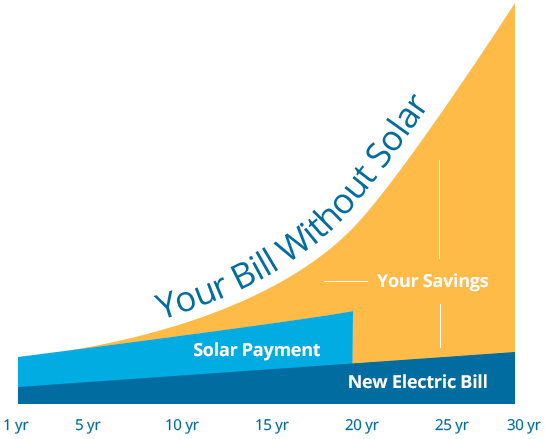 Your Bill Without Solar
Your Savings
Solar Payment
New Electric Bill
1 yr 5 yr 10 yr 15 yr 20 yr 25 yr 30 yr